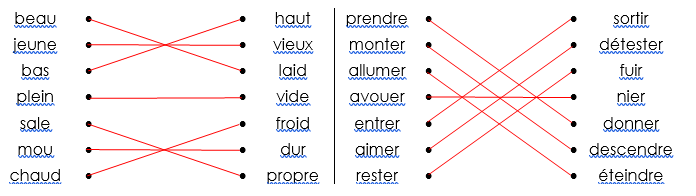 beau haut prendre sortir
jeune vieux monter détester
bas laid allumer fuir
plein vide avouer nier
sale froid entrer donner
mou dur aimer descendre
chaud propre rester éteindre